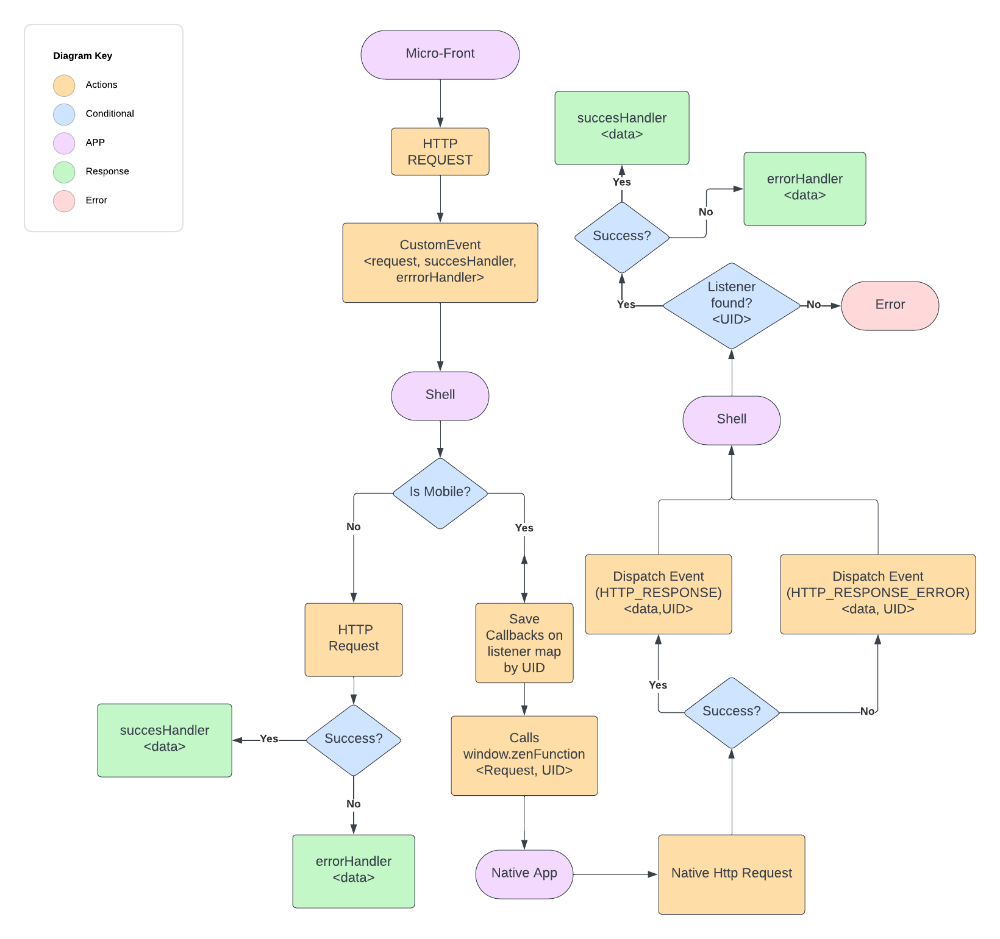 Diagram Key
Actions
Conditional
APP
Response
Error
Micro-Front
HTTP
REQUEST
CustomEvent
<request, succesHandler,
errrorHandler>
Shell
Is Mobile?
No
Yes
HTTP
Request
Success?
Yes
succesHandler
<data>
No
errorHandler
<data>
Save
Callbacks on
listener map
by UID
Calls
window.zenFunction
<Request, UID>
Native App
Native Http Request
Success?
Yes
No
Dispatch Event
(HTTP_RESPONSE)
<data,UID>
Dispatch Event
(HTTP_RESPONSE_ERROR)
<data, UID>
Shell
Listener
found?
<UID>
No
Error
Yes
Success?
Yes
succesHandler
<data>
No
errorHandler
<data>